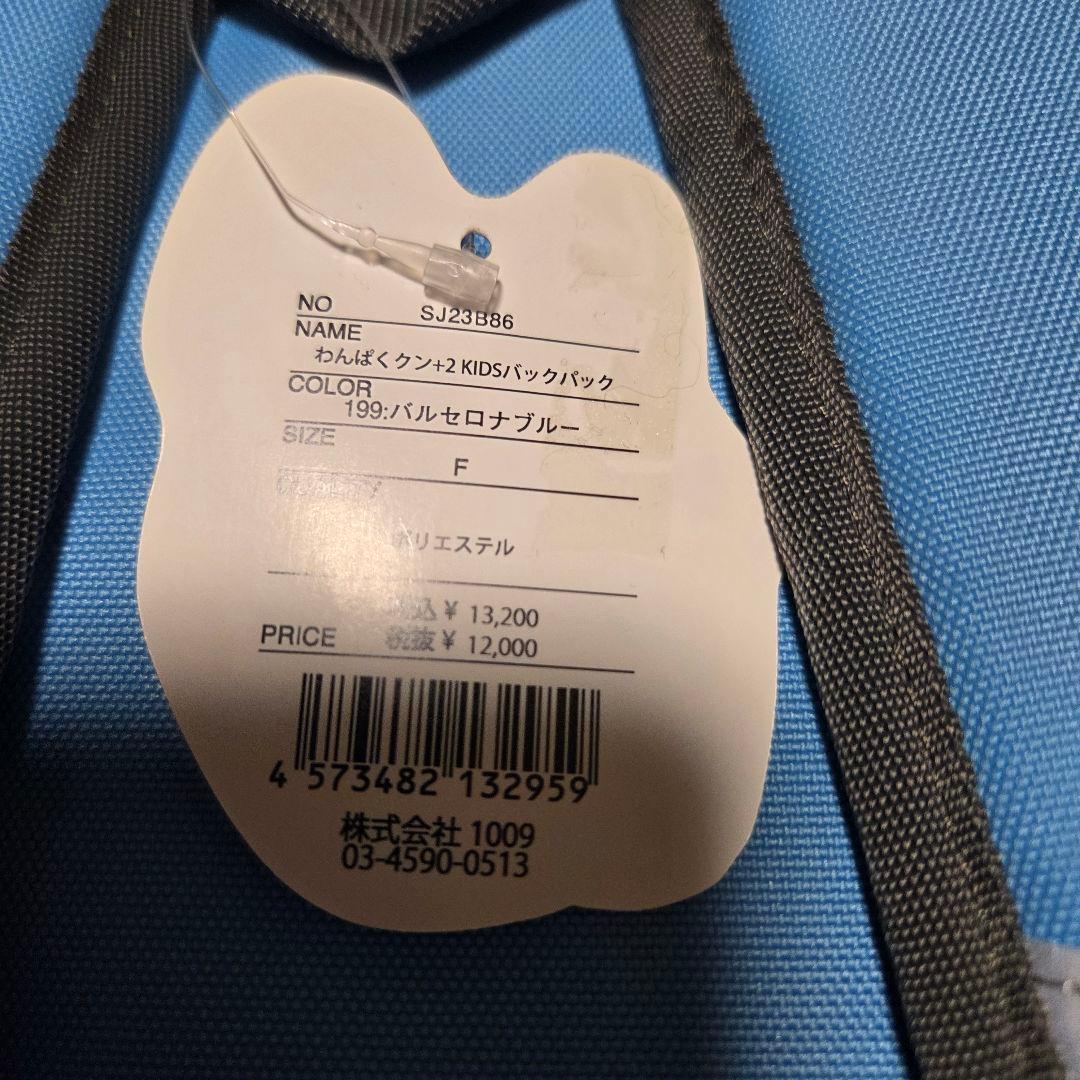 NO SJ23B86
NAME
わんぱくクン+2 KIDSバックパック
COLOR
199:バルセロナブルー
SIZE
F
QUALITY
ポリエステル
税込¥ 13,200
PRICE 税抜¥ 12,000
4 573482 132959
株式会社 1009
03-4590-0513